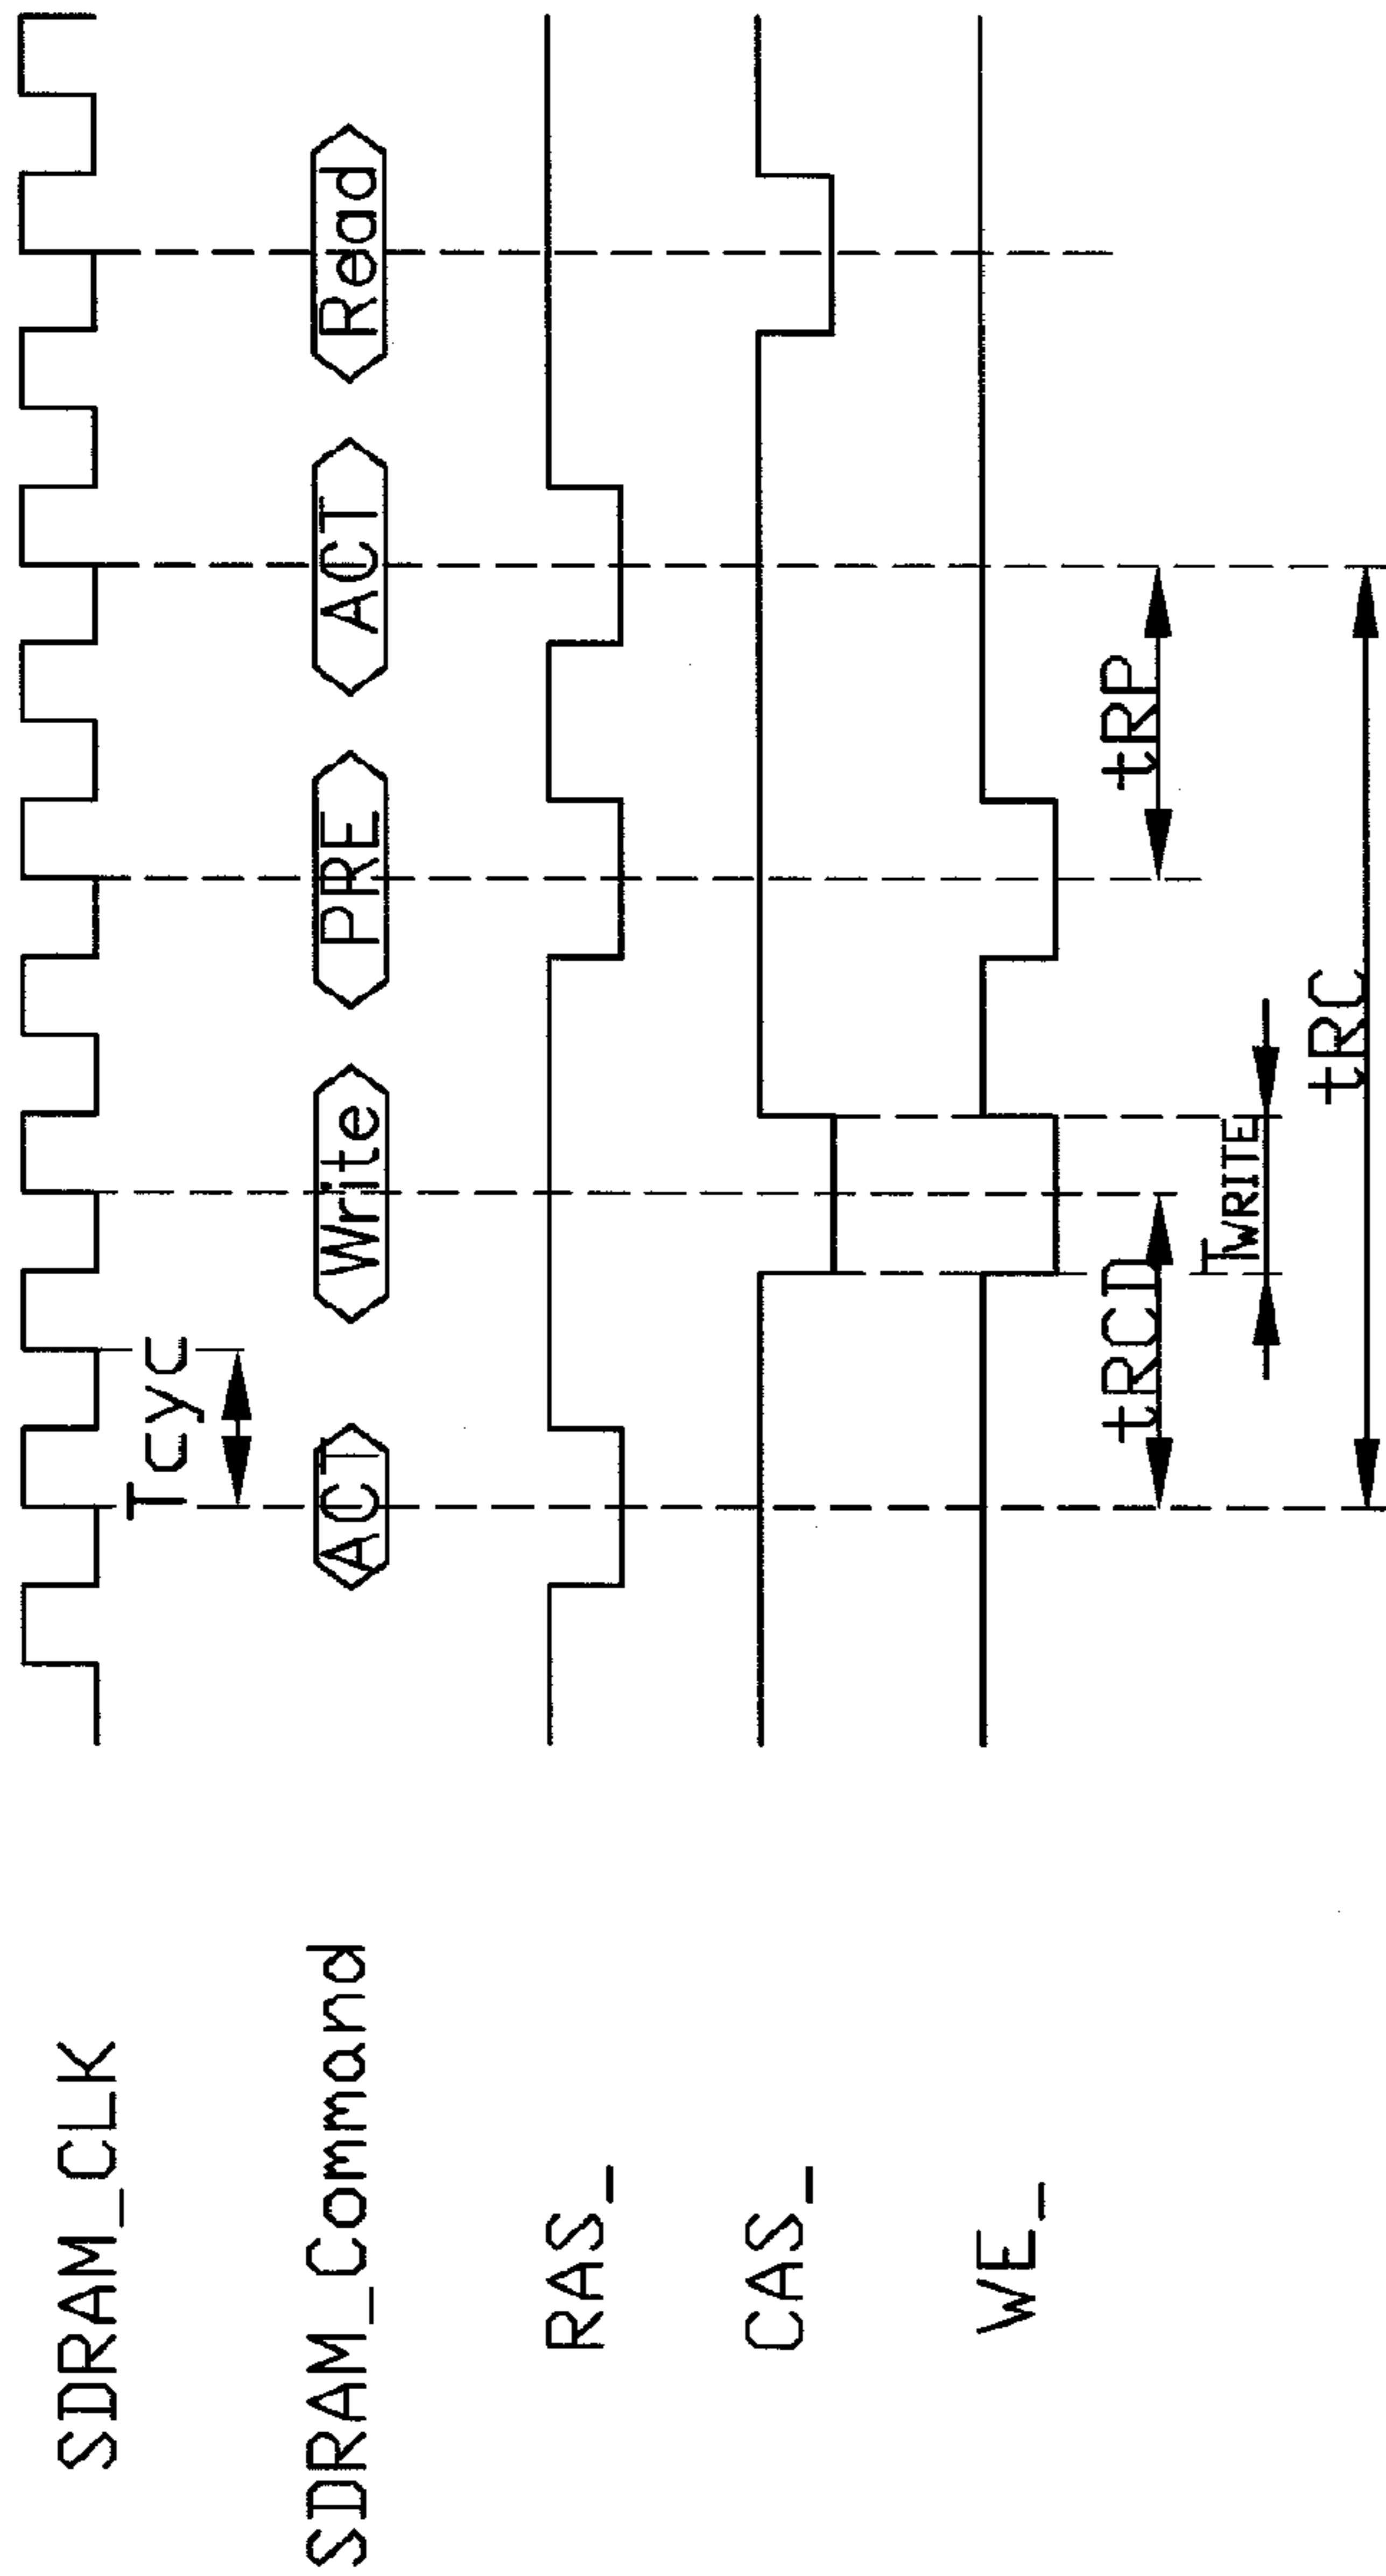 SDRAM_CLK
Tcyc
SDRAM_Command
ACT
Write
PRE
ACT
Read
RAS_
CAS_
WE_
tRCD
tRP
TWRITE
tRC